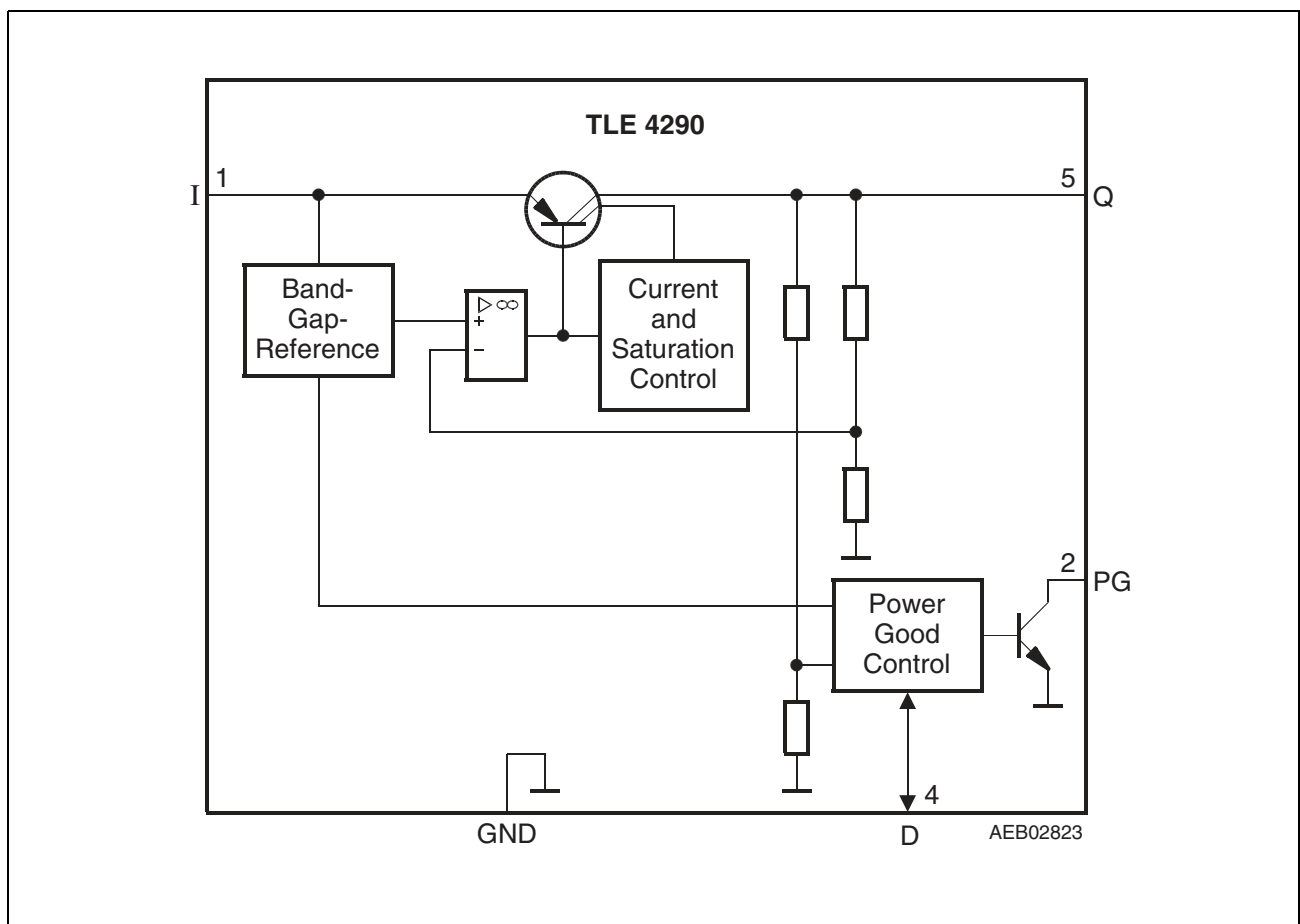 TLE 4290
I
1
5
Q
Band-
Gap-
Reference
▷ ∞
+
−
Current
and
Saturation
Control
2
PG
Power
Good
Control
4
GND
D
AEB02823